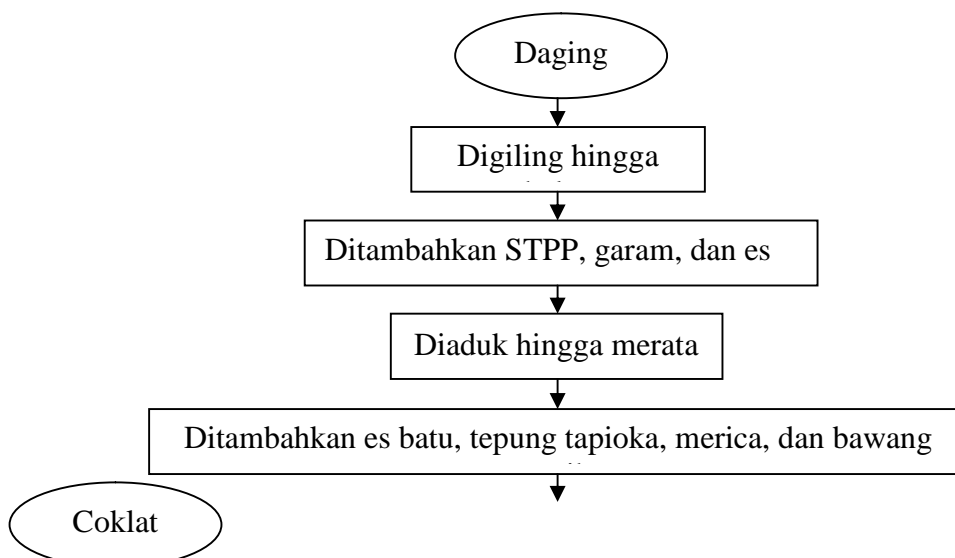 Daging
Digiling hingga
Ditambahkan STPP, garam, dan es
Diaduk hingga merata
Ditambahkan es batu, tepung tapioka, merica, dan bawang
Coklat